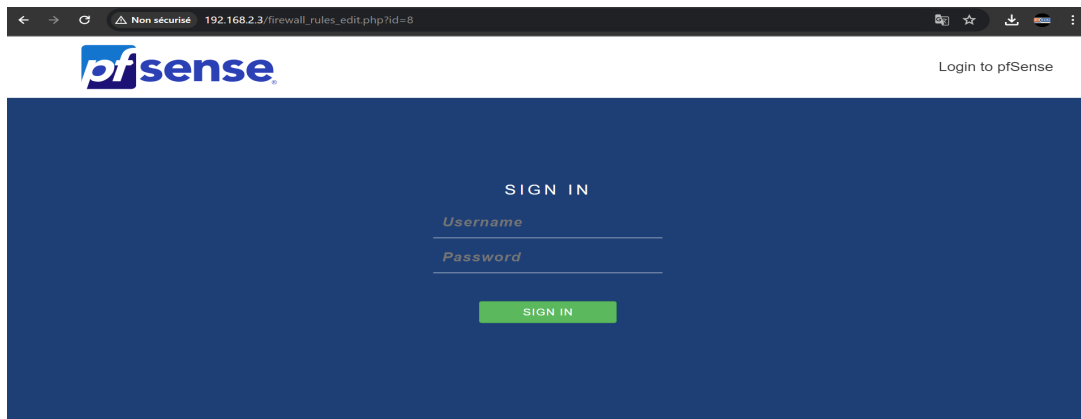 Non sécurisé 192.168.2.3/firewall_rules_edit.php?id=8
pfsense
Login to pfSense
SIGN IN
Username
Password
SIGN IN